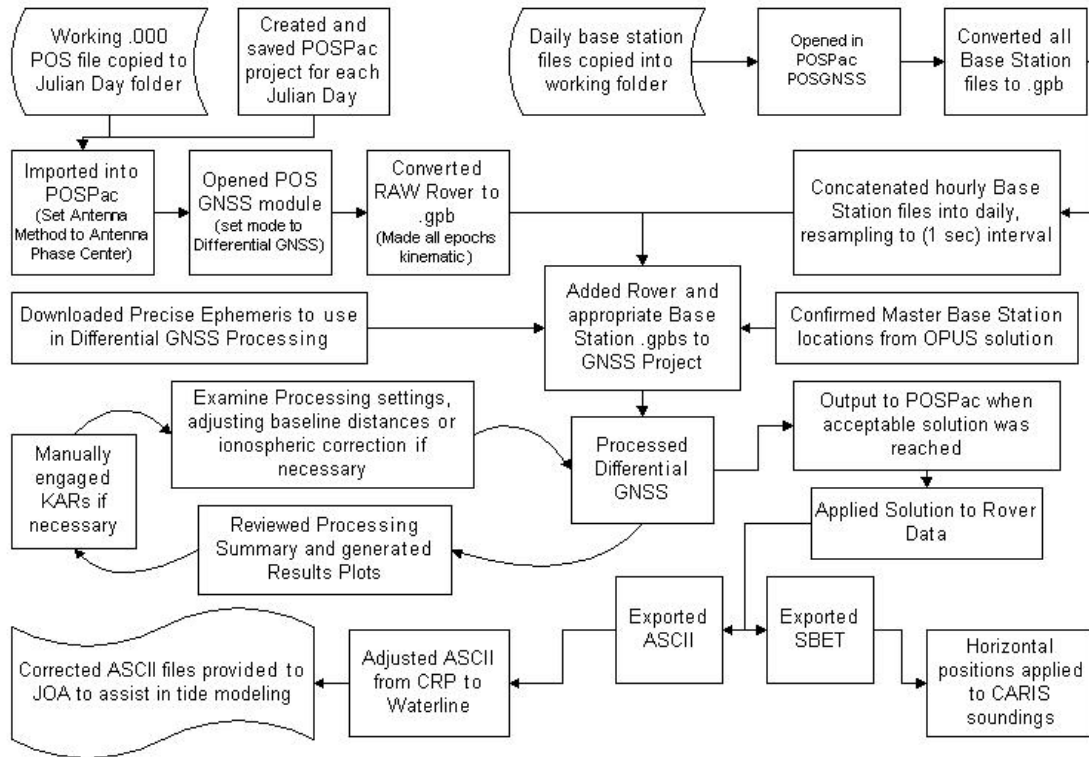 Working .000
POS file copied to
Julian Day folder
Created and
saved POSPac
project for each
Julian Day
Daily base station
files copied into
working folder
Opened in
POSPac
POSGNSS
Converted all
Base Station
files to .gpb
Imported into
POSPac
(Set Antenna
Method to Antenna
Phase Center)
Opened POS
GNSS module
(set mode to
Differential GNSS)
Converted
RAW Rover to
.gpb
(Made all epochs
kinematic )
Concatenated hourly Base
Station files into daily,
resampling to (1 sec) interval
Downloaded Precise Ephemeris to use
in Differential GNSS Processing
Added Rover and
appropriate Base
Station .gpbs to
GNSS Project
Confirmed Master Base Station
locations from OPUS solution
Examine Processing settings,
adjusting baseline distances or
ionospheric correction if
necessary
Manually
engaged
KARs if
necessary
Processed
Differential
GNSS
Output to POSPac when
acceptable solution was
reached
Reviewed Processing
Summary and generated
Results Plots
Applied Solution to Rover
Data
Corrected ASCII files provided to
JOA to assist in tide modeling
Adjusted ASCII
from CRP to
Waterline
Exported
ASCII
Exported
SBET
Horizontal
positions applied
to CARIS
soundings